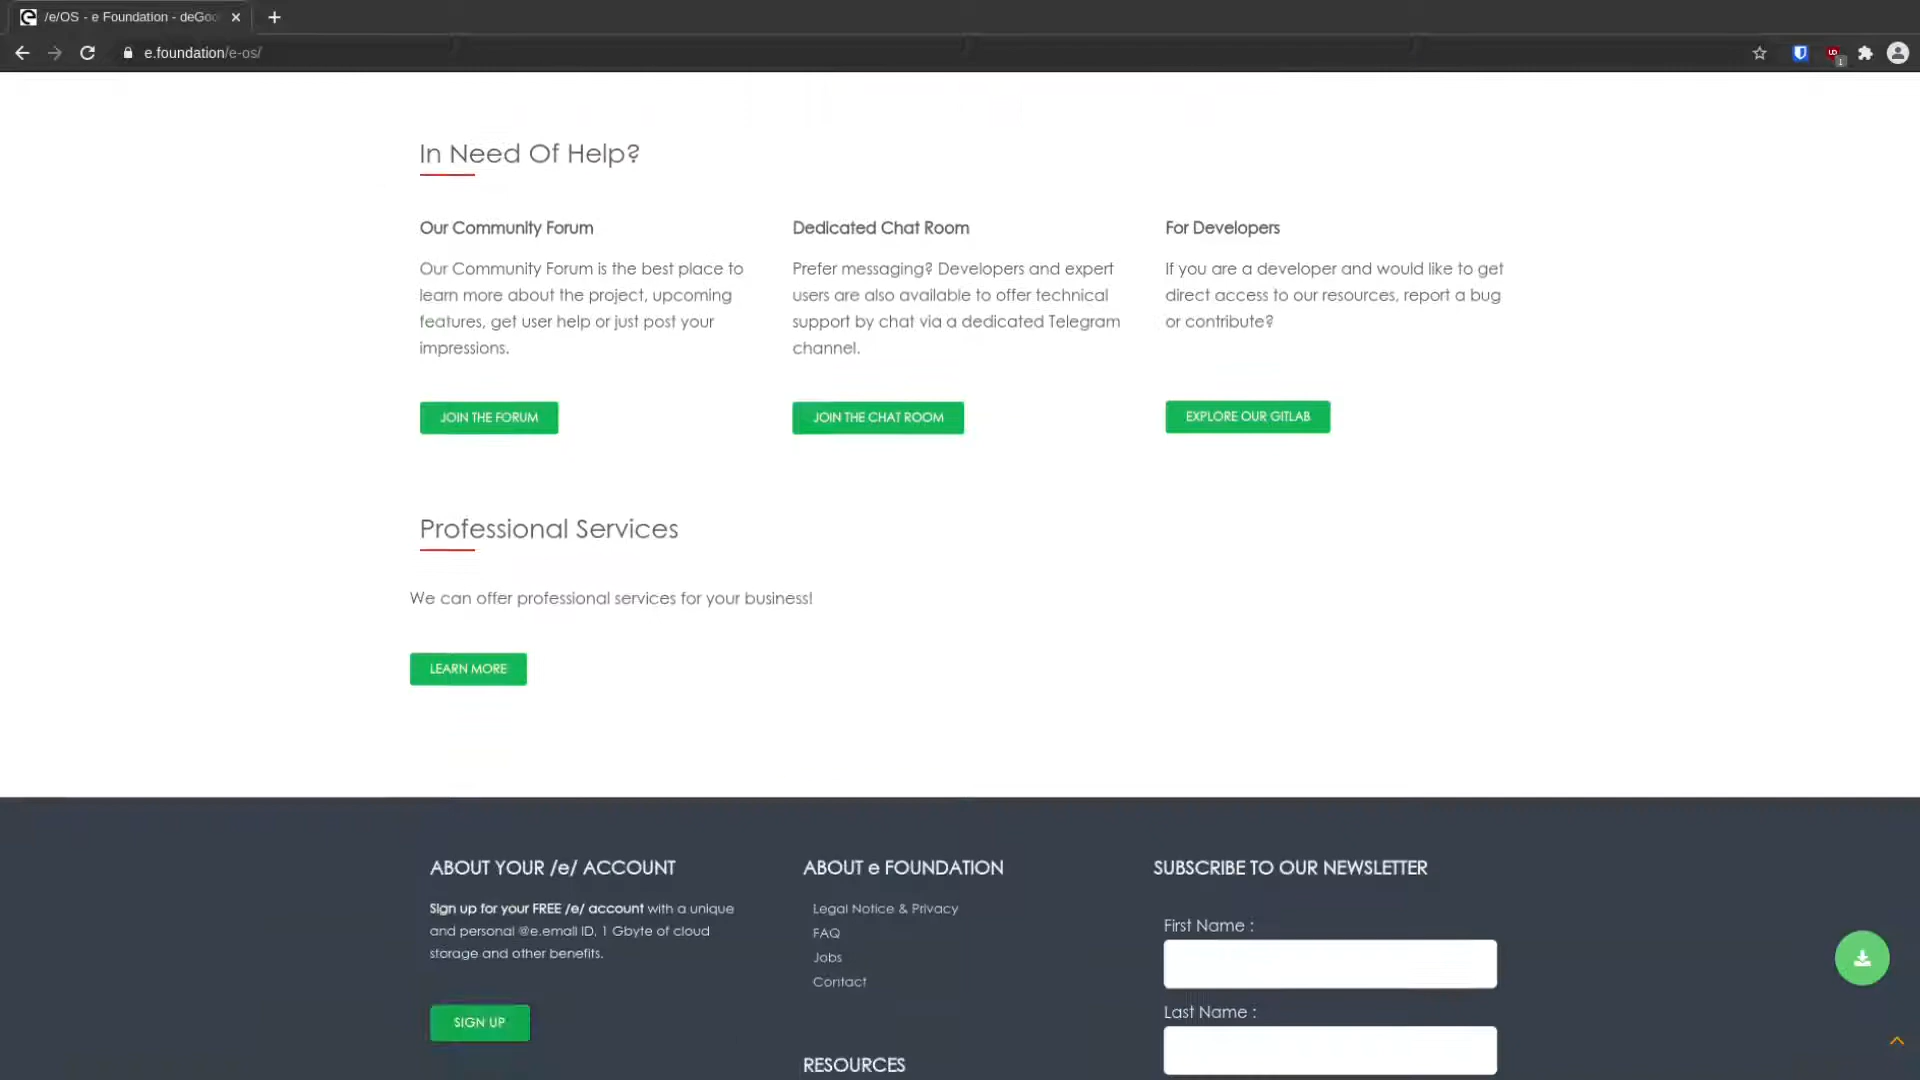 /e/OS - e Foundation - deGoo
e.foundation/e-os/
In Need Of Help?
Our Community Forum
Our Community Forum is the best place to
learn more about the project, upcoming
features, get user help or just post your
impressions.
JOIN THE FORUM
Dedicated Chat Room
Prefer messaging? Developers and expert
users are also available to offer technical
support by chat via a dedicated Telegram
channel.
JOIN THE CHAT ROOM
For Developers
If you are a developer and would like to get
direct access to our resources, report a bug
or contribute?
EXPLORE OUR GITLAB
Professional Services
We can offer professional services for your business!
LEARN MORE
ABOUT YOUR /e/ ACCOUNT
Sign up for your FREE /e/ account with a unique
and personal @e.email ID, 1 Gbyte of cloud
storage and other benefits.
SIGN UP
ABOUT e FOUNDATION
Legal Notice & Privacy
FAQ
Jobs
Contact
RESOURCES
SUBSCRIBE TO OUR NEWSLETTER
First Name :
Last Name :
1